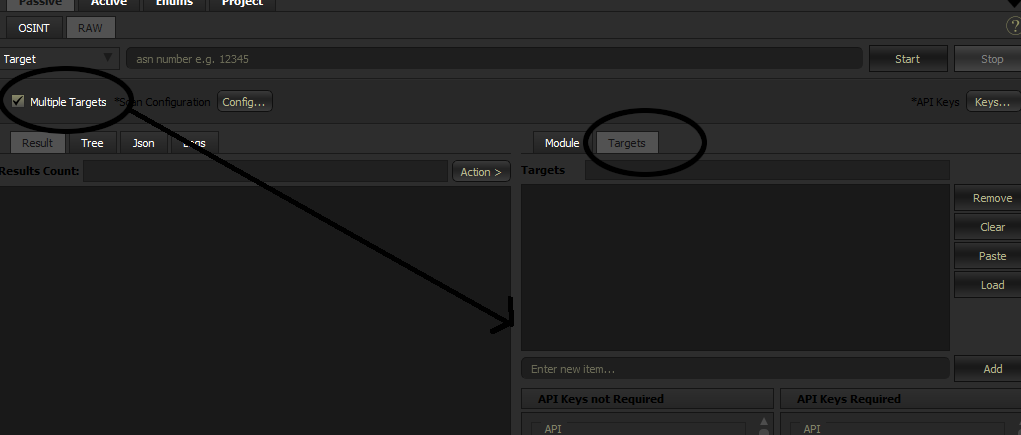 Passive Active Enums Project
OSINT RAW
?
Target asn number e.g. 12345 Start Stop
Multiple Targets *Scan Configuration Config... *API Keys Keys...
Result Tree Json Logs Module Targets
Results Count: Action > Targets
Remove
Clear
Paste
Load
Enter new item... Add
API Keys not Required API Keys Required
API API